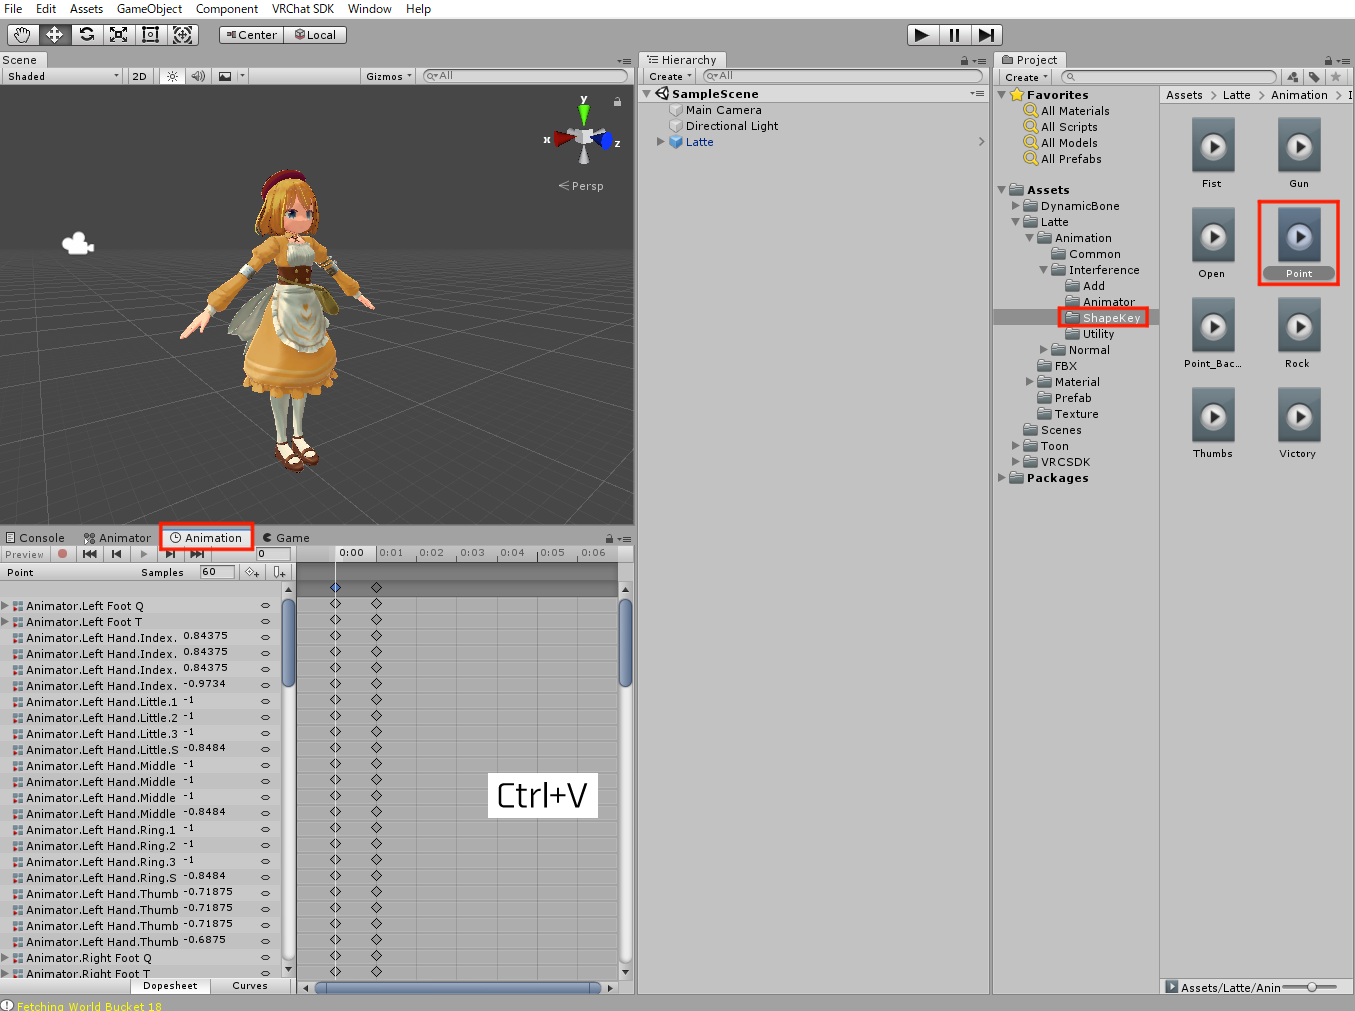 File Edit Assets GameObject Component VRChat SDK Window Help
Center Local
Scene
Shaded 2D Gizmos All
y
x
z
Persp
Hierarchy
Create All
SampleScene
Main Camera
Directional Light
Latte
Project
Create
Favorites
All Materials
All Scripts
All Models
All Prefabs
Assets
DynamicBone
Latte
Animation
Common
Interference
Add
Animator
ShapeKey
Utility
Normal
FBX
Material
Prefab
Texture
Scenes
Toon
VRCSDK
Packages
Assets > Latte > Animation > I
Fist Gun
Open Point
Point_Bac... Rock
Thumbs Victory
Assets/Latte/Anin
Console Animator Animation Game
Preview 0 0:00 0:01 0:02 0:03 0:04 0:05 0:06
Point Samples 60
Animator.Left Foot Q
Animator.Left Foot T
Animator.Left Hand.Index. 0.84375
Animator.Left Hand.Index. 0.84375
Animator.Left Hand.Index. 0.84375
Animator.Left Hand.Index. -0.9734
Animator.Left Hand.Little.1 -1
Animator.Left Hand.Little.2 -1
Animator.Left Hand.Little.3 -1
Animator.Left Hand.Little.S -0.8484
Animator.Left Hand.Middle -1
Animator.Left Hand.Middle -1
Animator.Left Hand.Middle -1
Animator.Left Hand.Middle -0.8484
Animator.Left Hand.Ring.1 -1
Animator.Left Hand.Ring.2 -1
Animator.Left Hand.Ring.3 -1
Animator.Left Hand.Ring.S -0.8484
Animator.Left Hand.Thumb -0.71875
Animator.Left Hand.Thumb -0.71875
Animator.Left Hand.Thumb -0.71875
Animator.Left Hand.Thumb -0.6875
Animator.Right Foot Q
Animator.Right Foot T
Ctrl+V
Dopesheet Curves
Fetching World Bucket 18